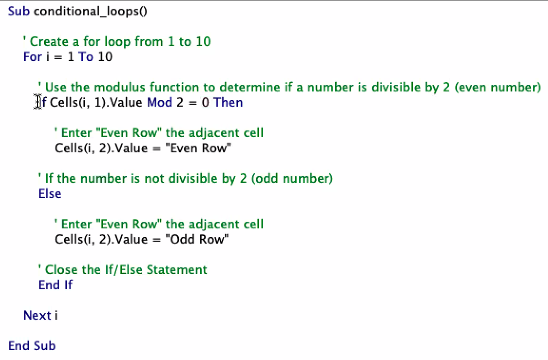 Sub conditional_loops()
' Create a for loop from 1 to 10
For i = 1 To 10
' Use the modulus function to determine if a number is divisible by 2 (even number)
If Cells(i, 1).Value Mod 2 = 0 Then
' Enter "Even Row" the adjacent cell
Cells(i, 2).Value = "Even Row"
' If the number is not divisible by 2 (odd number)
Else
' Enter "Even Row" the adjacent cell
Cells(i, 2).Value = "Odd Row"
' Close the If/Else Statement
End If
Next i
End Sub